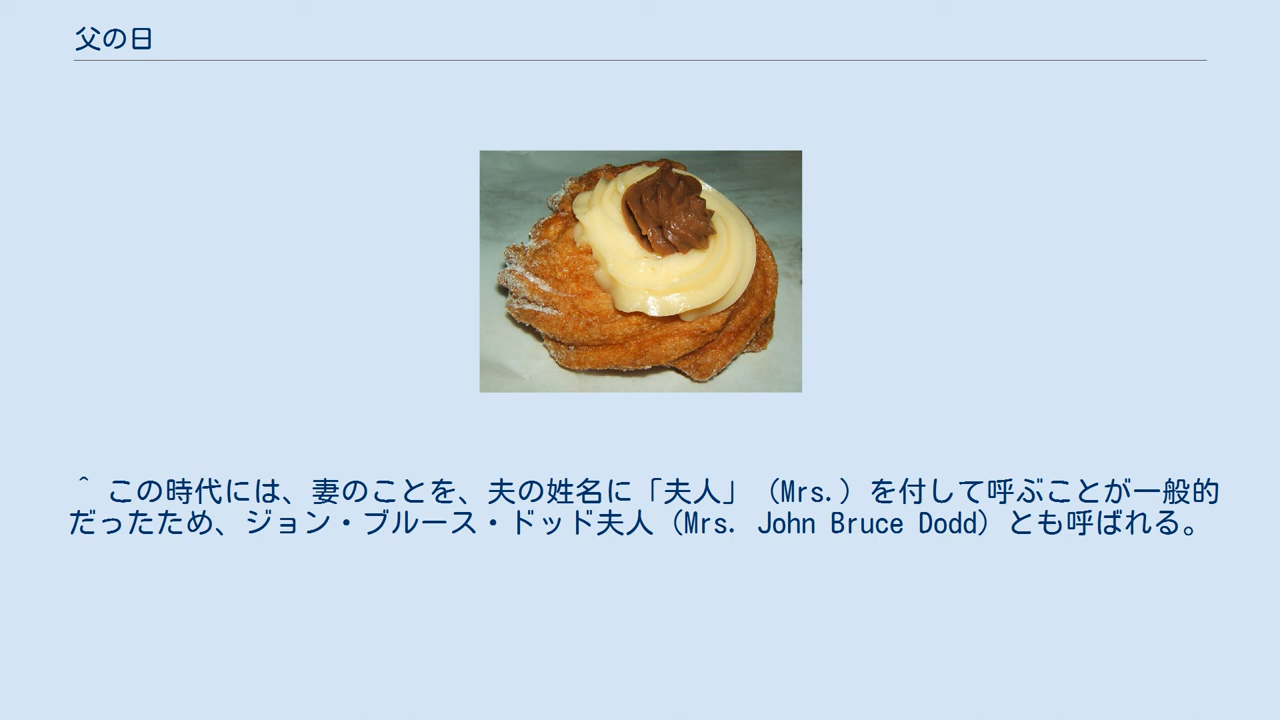 父の日
^ この時代には、妻のことを、夫の姓名に「夫人」（Mrs.）を付して呼ぶことが一般的
だったため、ジョン・ブルース・ドッド夫人（Mrs. John Bruce Dodd）とも呼ばれる。